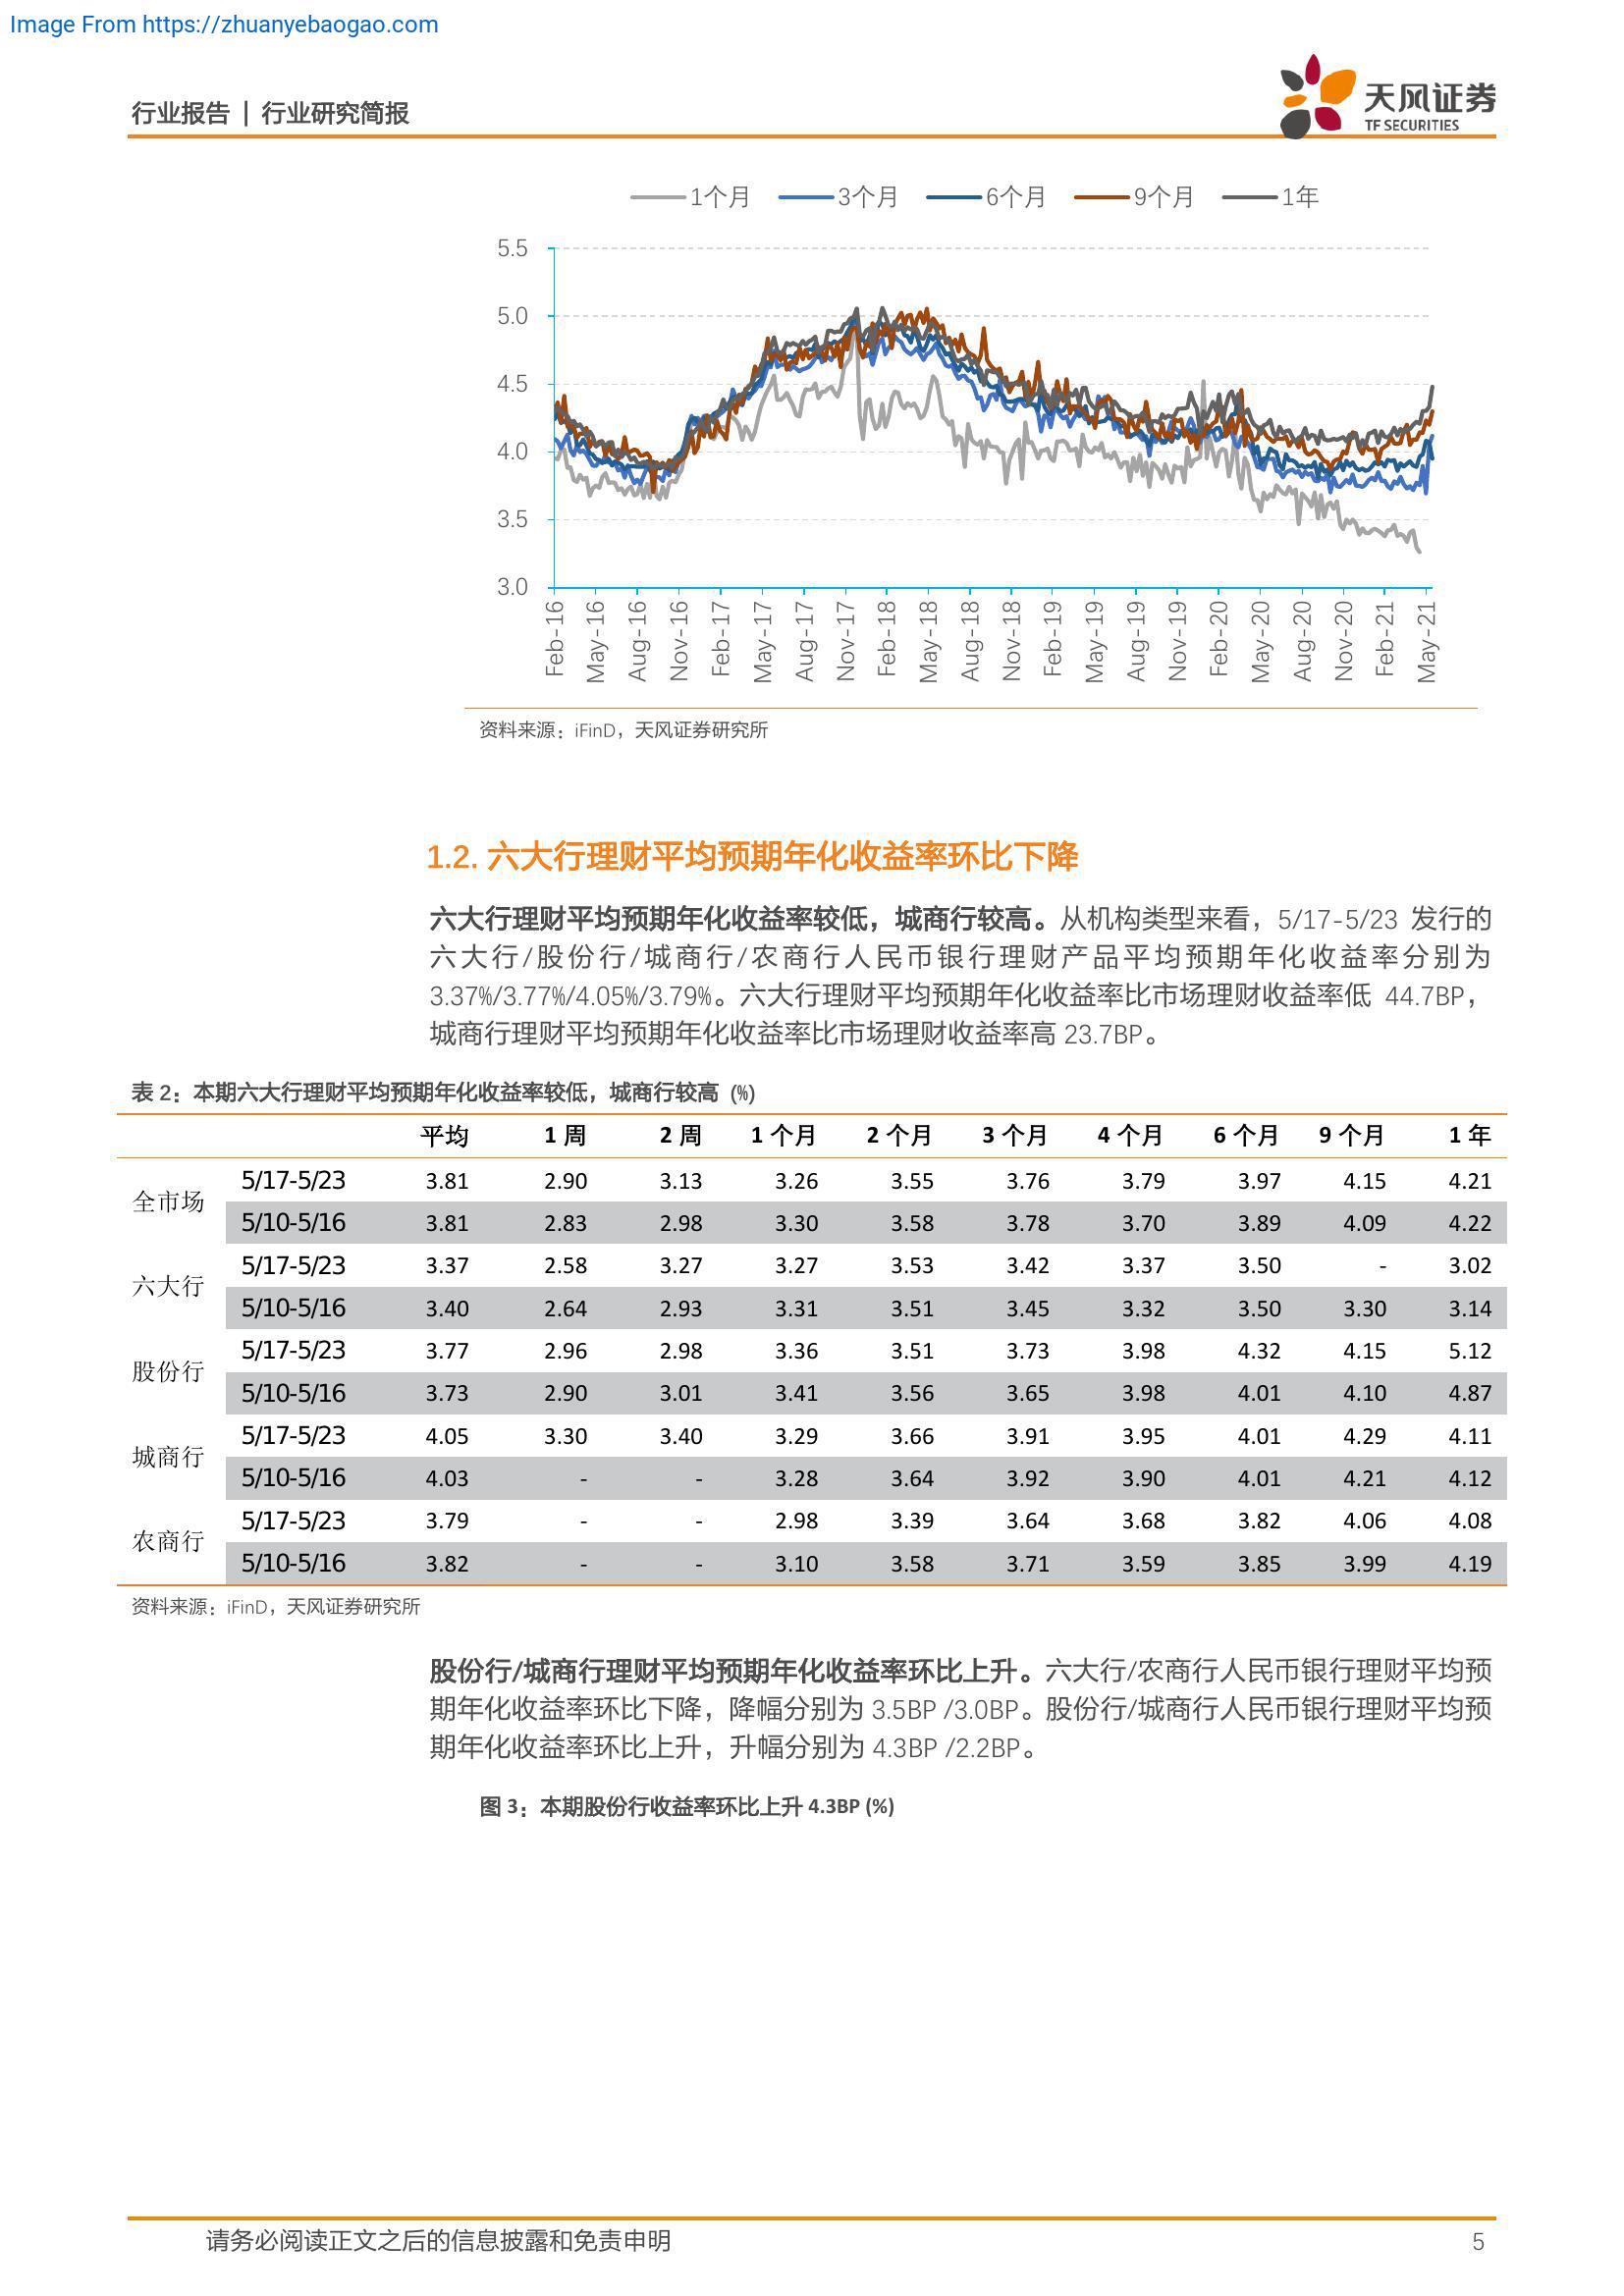 Image From https://zhuanyebaogao.com
行业报告 | 行业研究简报
天风证券
TF SECURITIES
1个月 3个月 6个月 9个月 1年
5.5
5.0
4.5
4.0
3.5
3.0
Feb-16 May-16 Aug-16 Nov-16 Feb-17 May-17 Aug-17 Nov-17 Feb-18 May-18 Aug-18 Nov-18 Feb-19 May-19 Aug-19 Nov-19 Feb-20 May-20 Aug-20 Nov-20 Feb-21 May-21
资料来源：iFinD，天风证券研究所
1.2. 六大行理财平均预期年化收益率环比下降
六大行理财平均预期年化收益率较低，城商行较高。从机构类型来看，5/17-5/23 发行的
六大行/股份行/城商行/农商行人民币银行理财产品平均预期年化收益率分别为
3.37%/3.77%/4.05%/3.79%。六大行理财平均预期年化收益率比市场理财收益率低 44.7BP，
城商行理财平均预期年化收益率比市场理财收益率高 23.7BP。
表 2：本期六大行理财平均预期年化收益率较低，城商行较高 (%)
平均 1 周 2 周 1 个月 2 个月 3 个月 4 个月 6 个月 9 个月 1 年
全市场 5/17-5/23 3.81 2.90 3.13 3.26 3.55 3.76 3.79 3.97 4.15 4.21
5/10-5/16 3.81 2.83 2.98 3.30 3.58 3.78 3.70 3.89 4.09 4.22
六大行 5/17-5/23 3.37 2.58 3.27 3.27 3.53 3.42 3.37 3.50 - 3.02
5/10-5/16 3.40 2.64 2.93 3.31 3.51 3.45 3.32 3.50 3.30 3.14
股份行 5/17-5/23 3.77 2.96 2.98 3.36 3.51 3.73 3.98 4.32 4.15 5.12
5/10-5/16 3.73 2.90 3.01 3.41 3.56 3.65 3.98 4.01 4.10 4.87
城商行 5/17-5/23 4.05 3.30 3.40 3.29 3.66 3.91 3.95 4.01 4.29 4.11
5/10-5/16 4.03 - - 3.28 3.64 3.92 3.90 4.01 4.21 4.12
农商行 5/17-5/23 3.79 - - 2.98 3.39 3.64 3.68 3.82 4.06 4.08
5/10-5/16 3.82 - - 3.10 3.58 3.71 3.59 3.85 3.99 4.19
资料来源：iFinD，天风证券研究所
股份行/城商行理财平均预期年化收益率环比上升。六大行/农商行人民币银行理财平均预
期年化收益率环比下降，降幅分别为 3.5BP /3.0BP。股份行/城商行人民币银行理财平均预
期年化收益率环比上升，升幅分别为 4.3BP /2.2BP。
图 3：本期股份行收益率环比上升 4.3BP (%)
请务必阅读正文之后的信息披露和免责申明 5